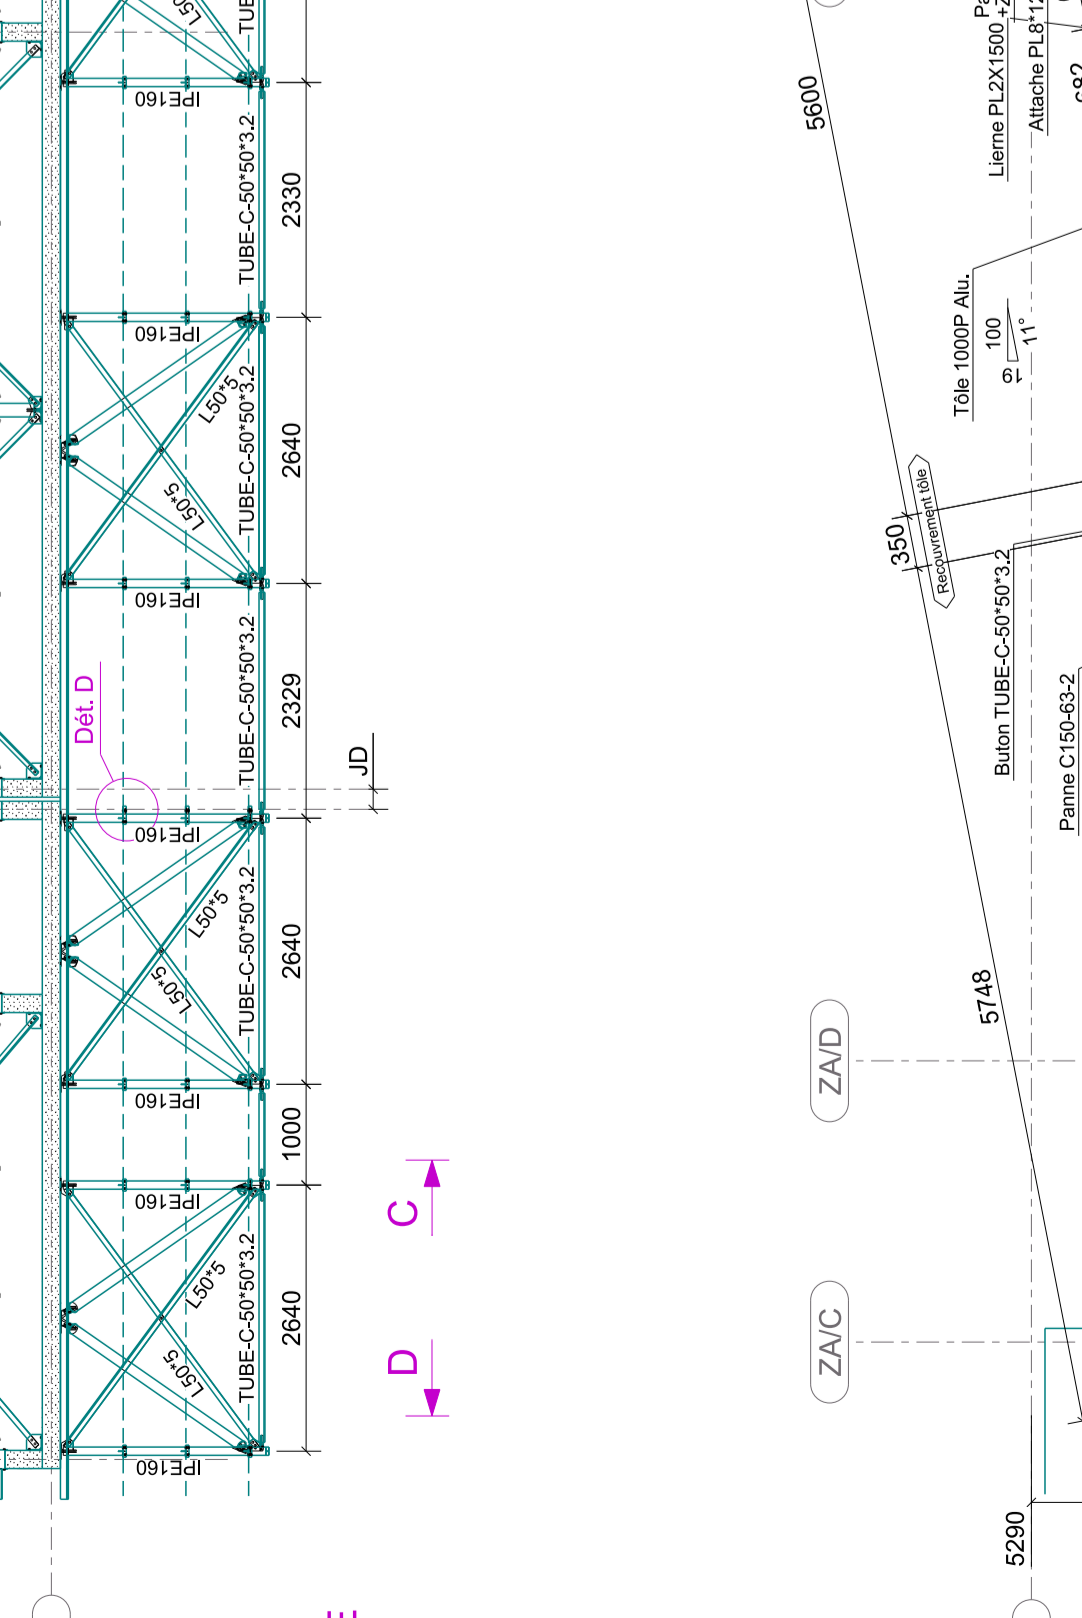 L50*
TUBE
IPE160
TUBE-C-50*50*3.2
2330
IPE160
L50*5
TUBE-C-50*50*3.2
2640
L50*5
IPE160
TUBE-C-50*50*3.2
2329
Dét. D
JD
IPE160
L50*5
TUBE-C-50*50*3.2
2640
L50*5
IPE160
1000
IPE160
L50*5
TUBE-C-50*50*3.2
2640
L50*5
IPE160
C
D
E
5600
Lierne PL2X1500
Attache PL8*12
682
Tôle 1000P Alu.
100
19
11°
350
Recouvrement tôle
Buton TUBE-C-50*50*3.2
Panne C150-63-2
5748
ZA/D
ZA/C
5290